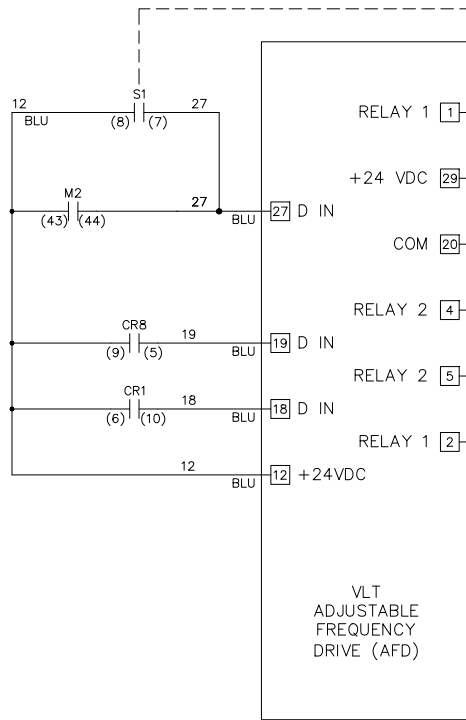 S1
12 27
BLU (8) (7)
RELAY 1 1
+24 VDC 29
M2
27
(43) (44)
BLU 27 D IN
COM 20
RELAY 2 4
CR8
19
(9) (5)
BLU 19 D IN
RELAY 2 5
CR1
18
(6) (10)
BLU 18 D IN
RELAY 1 2
12
BLU 12 +24VDC
VLT
ADJUSTABLE
FREQUENCY
DRIVE (AFD)